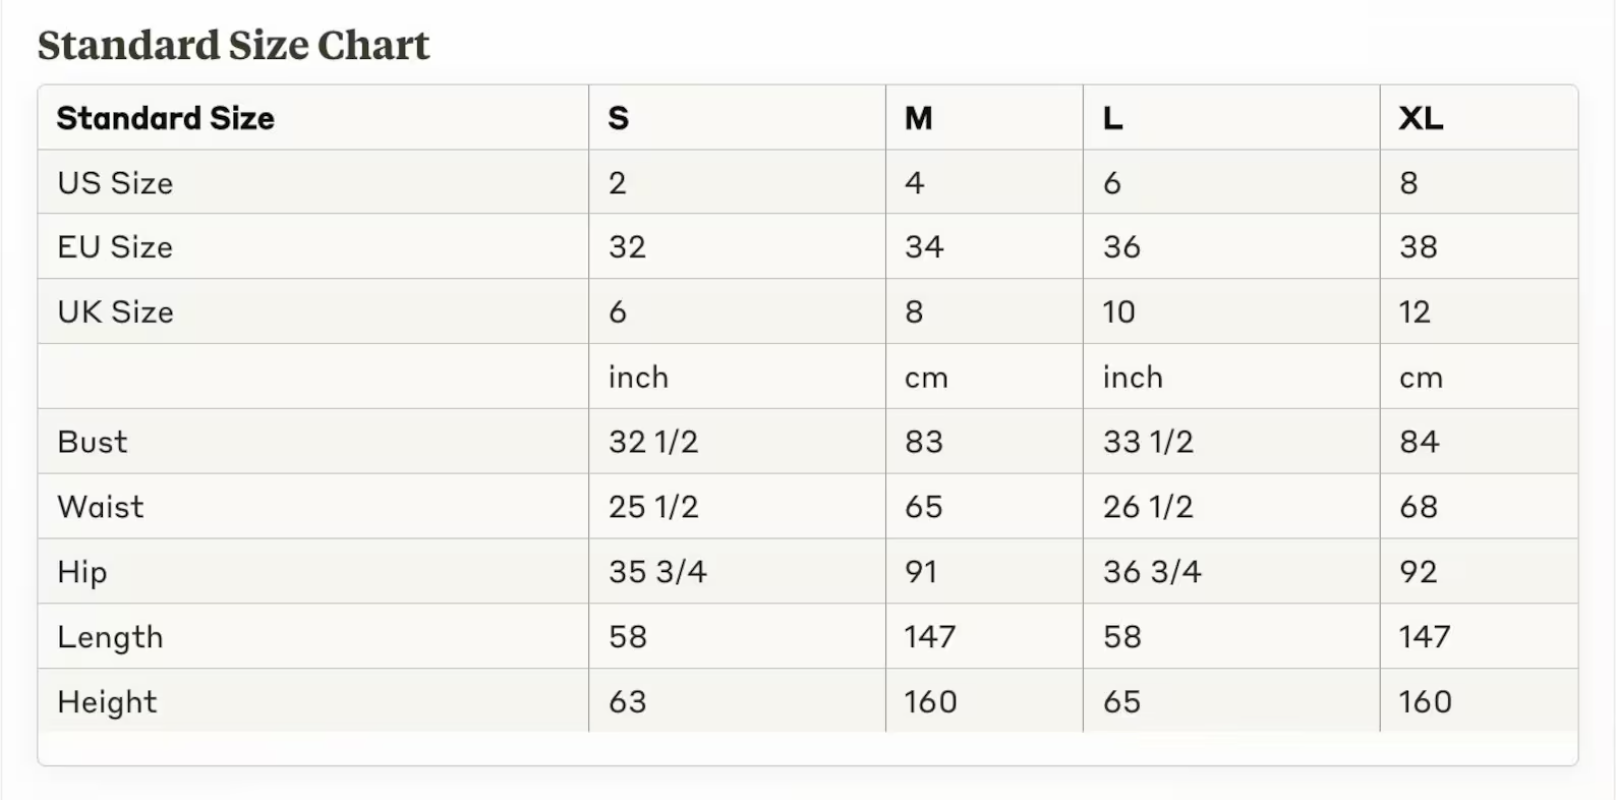 Standard Size Chart
Standard Size S M L XL
US Size 2 4 6 8
EU Size 32 34 36 38
UK Size 6 8 10 12
inch cm inch cm
Bust 32 1/2 83 33 1/2 84
Waist 25 1/2 65 26 1/2 68
Hip 35 3/4 91 36 3/4 92
Length 58 147 58 147
Height 63 160 65 160